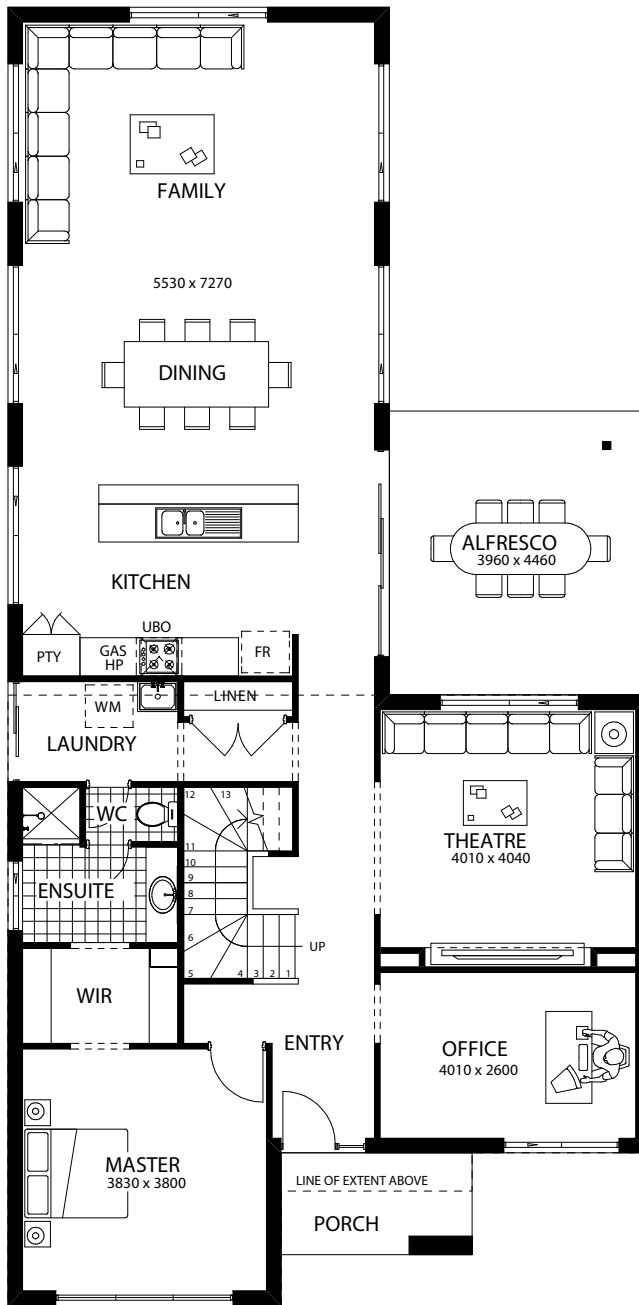 FAMILY
5530 x 7270
DINING
ALFRESCO
3960 x 4460
KITCHEN
UBO
PTY
GAS
HP
FR
WM
LINEN
LAUNDRY
WC
12
13
11
10
9
8
7
6
5
4
3
2
1
UP
THEATRE
4010 x 4040
ENSUITE
WIR
ENTRY
OFFICE
4010 x 2600
MASTER
3830 x 3800
LINE OF EXTENT ABOVE
PORCH